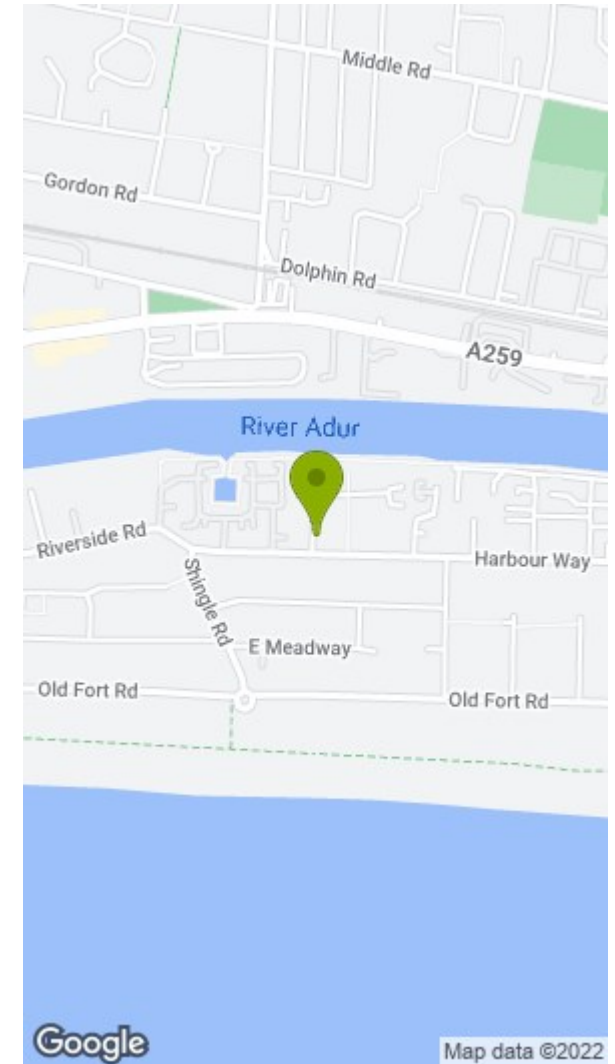 Middle Rd
Gordon Rd
Dolphin Rd
A259
River Adur
Riverside Rd
Harbour Way
Shingle Rd
E Meadway
Old Fort Rd
Old Fort Rd
Google
Map data ©2022